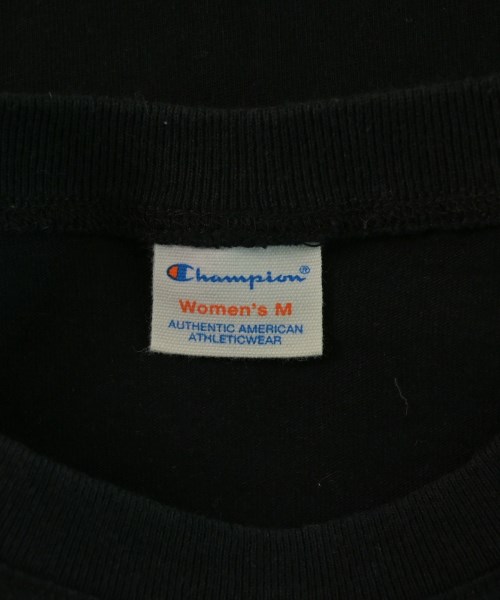 Champion®
Women's M
AUTHENTIC AMERICAN
ATHLETICWEAR